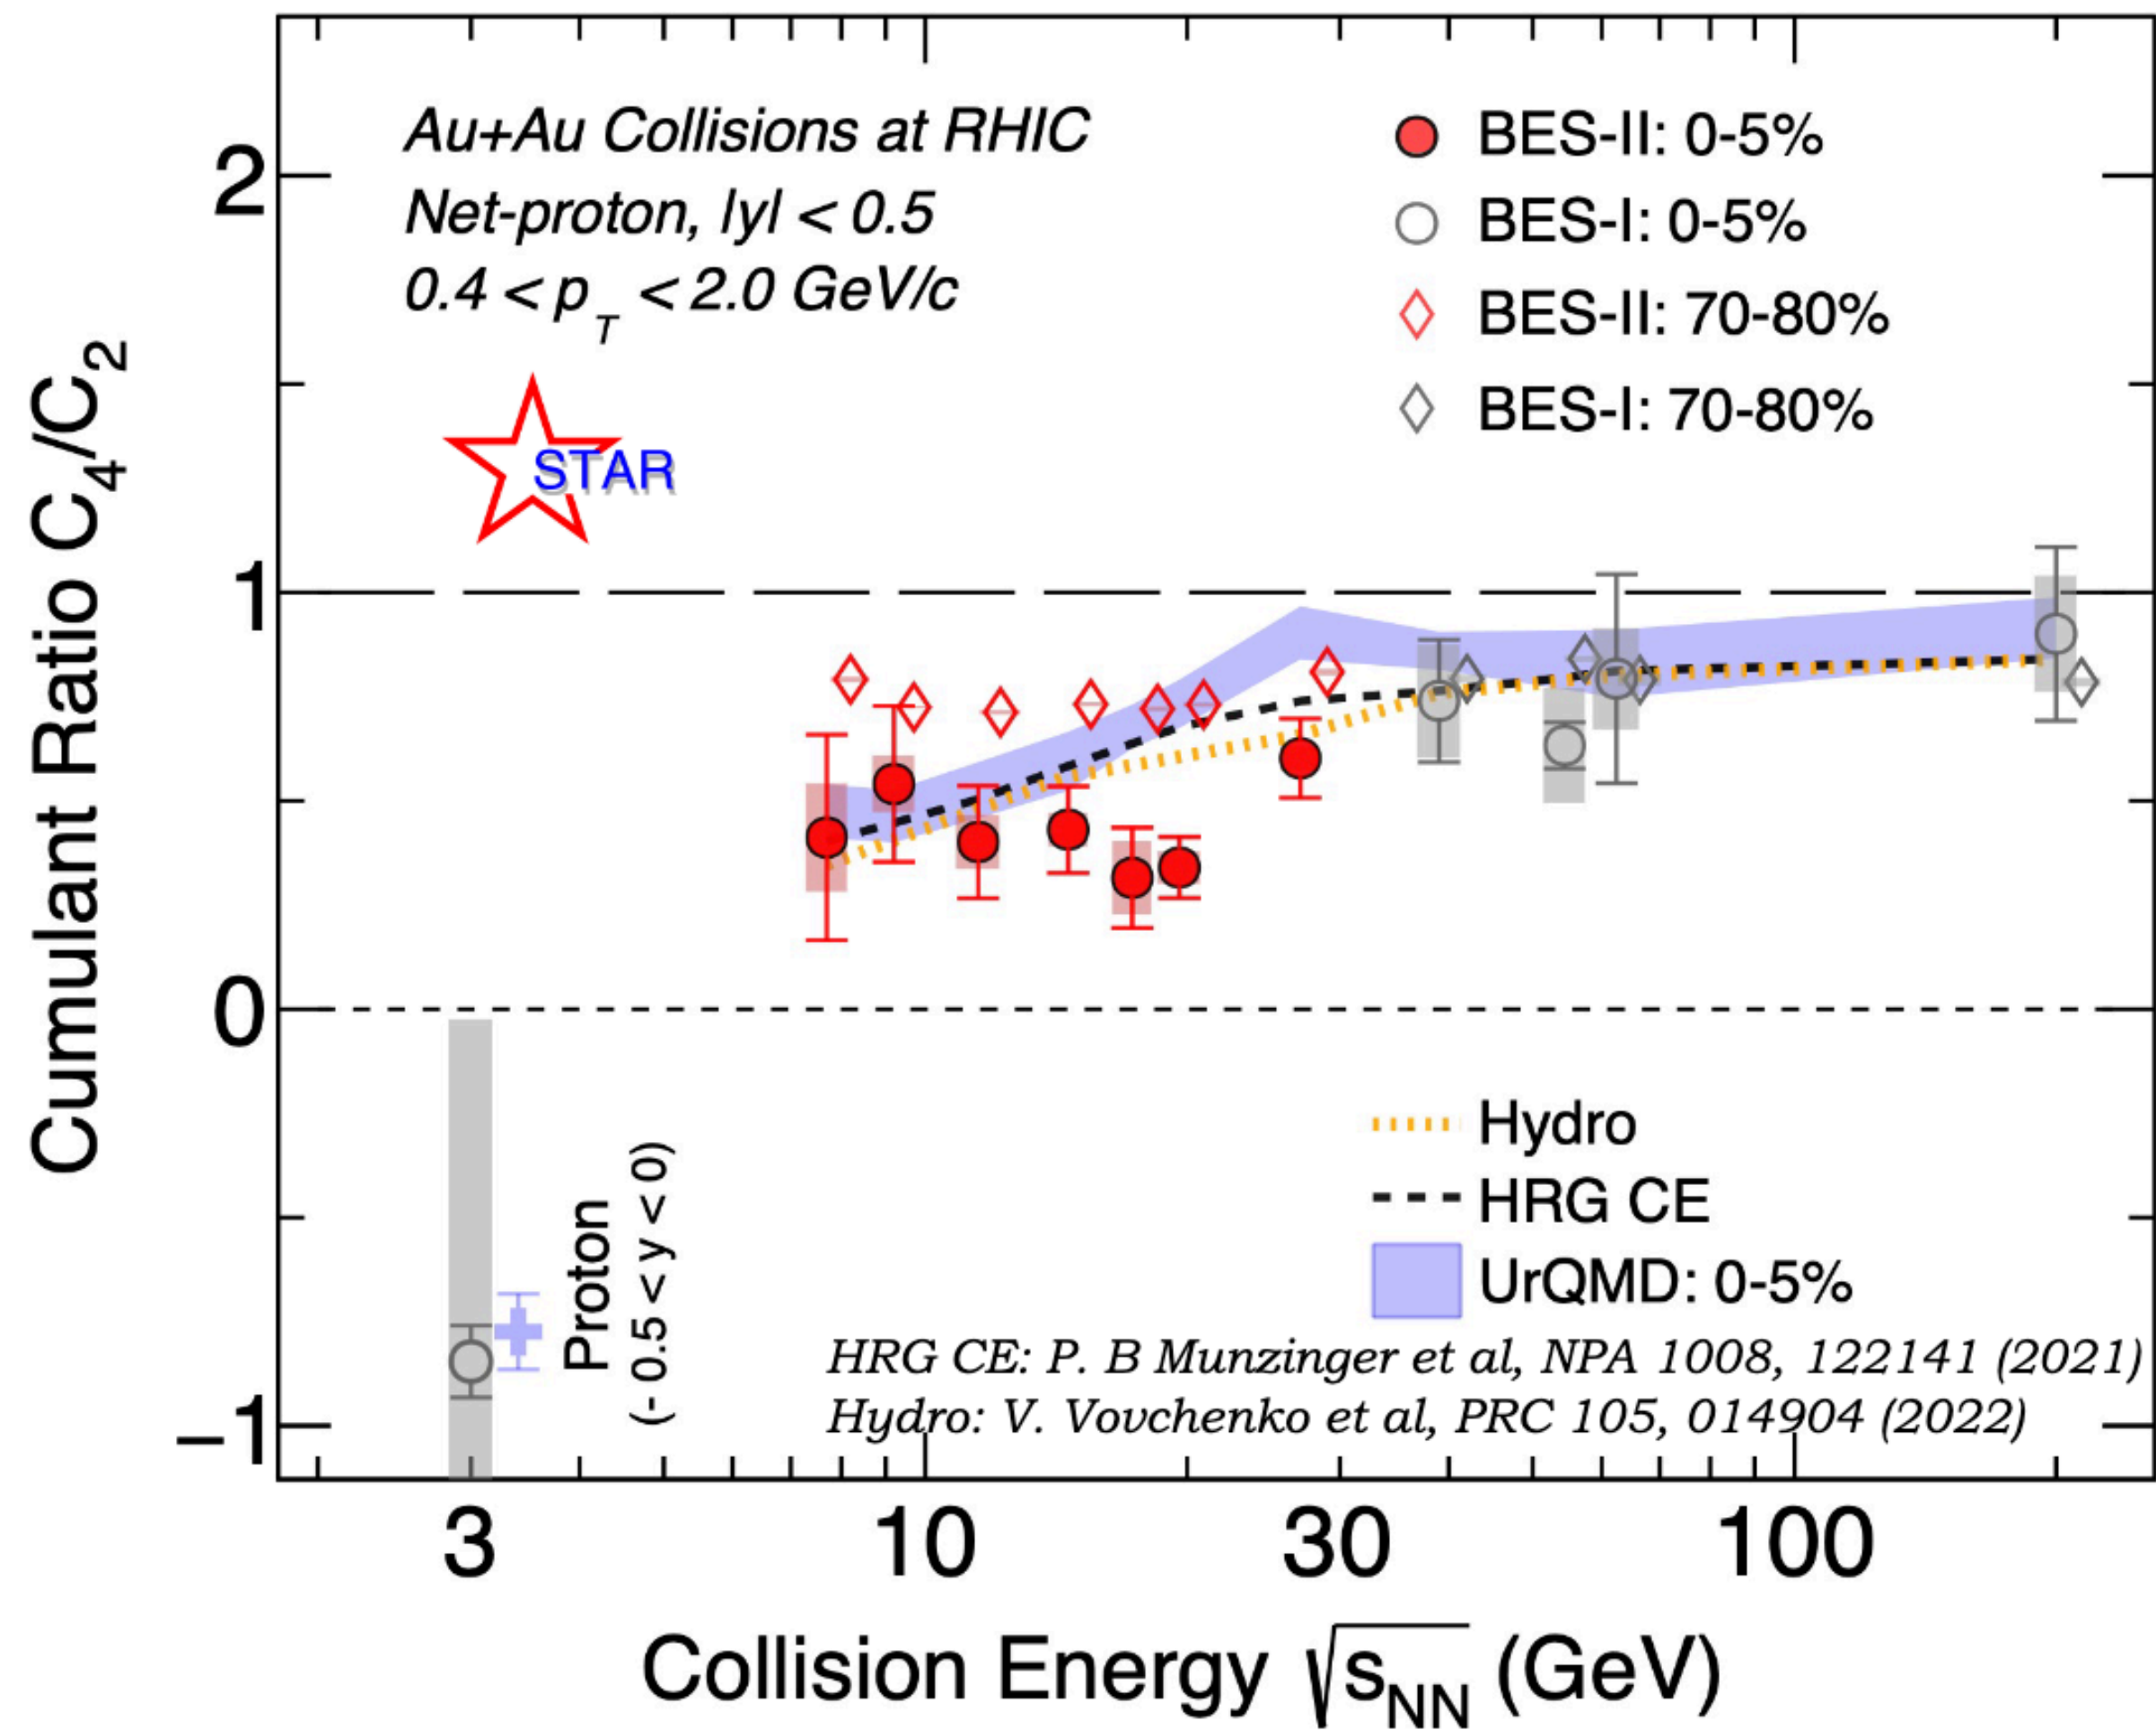 Au+Au Collisions at RHIC
Net-proton, |y| < 0.5
0.4 < p_T < 2.0 GeV/c
STAR
BES-II: 0-5%
BES-I: 0-5%
BES-II: 70-80%
BES-I: 70-80%
Cumulant Ratio C4/C2
2
1
0
−1
Proton
(- 0.5 < y < 0)
Hydro
HRG CE
UrQMD: 0-5%
HRG CE: P. B Munzinger et al, NPA 1008, 122141 (2021)
Hydro: V. Vovchenko et al, PRC 105, 014904 (2022)
3 10 30 100
Collision Energy √sNN (GeV)